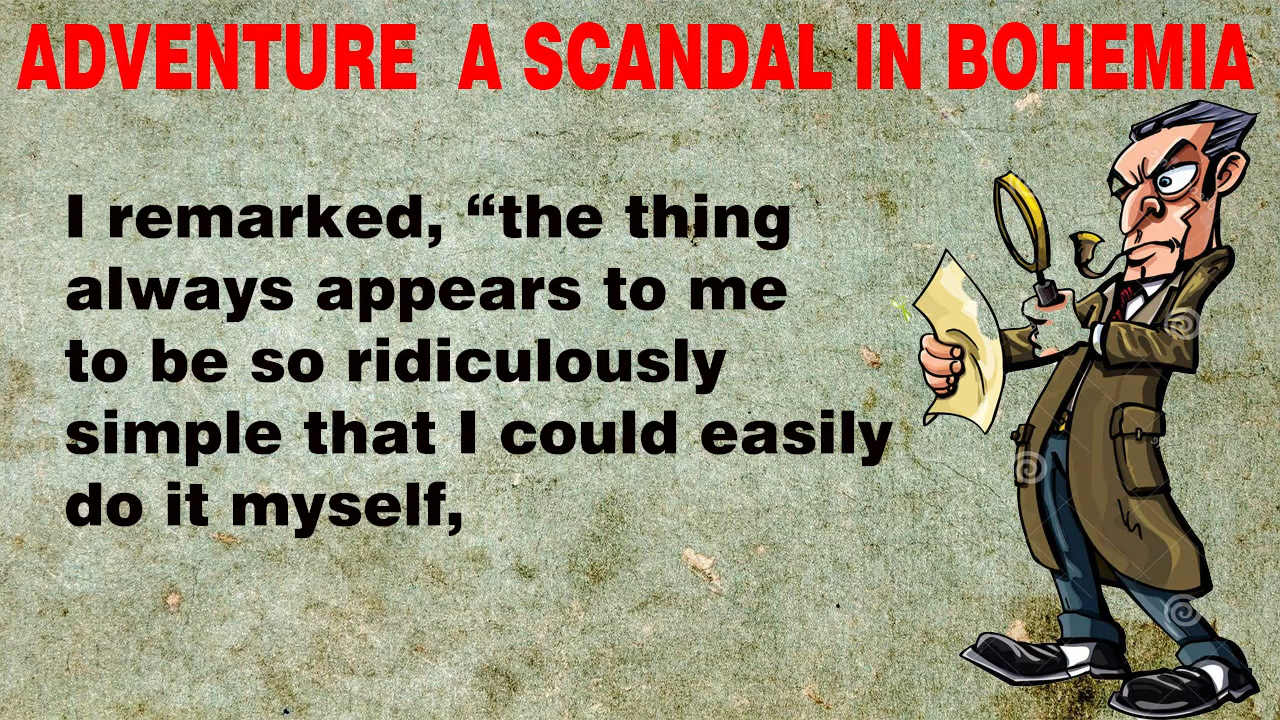 ADVENTURE A SCANDAL IN BOHEMIA
I remarked, “the thing
always appears to me
to be so ridiculously
simple that I could easily
do it myself,